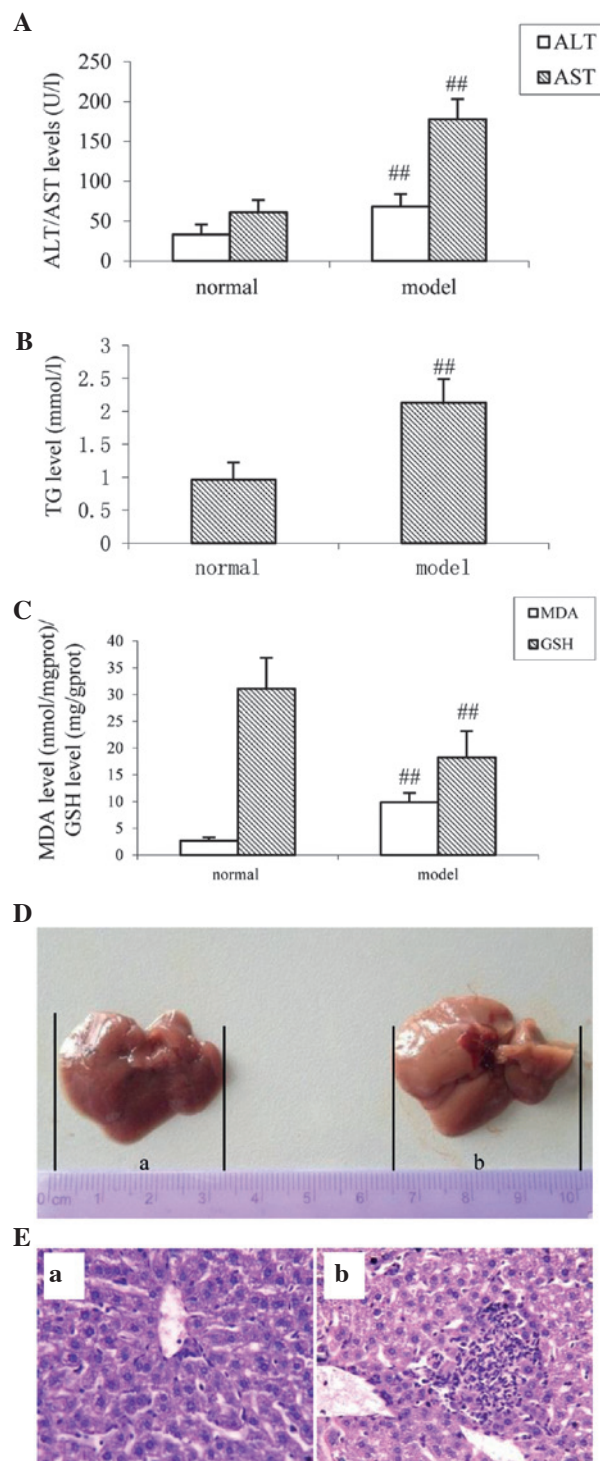 A
ALT
AST
ALT/AST levels (U/l)
250
200
150
100
50
0
##
##
normal model
B
TG level (mmol/l)
3
2.5
2
1.5
1
0.5
0
##
normal model
C
MDA
GSH
MDA level (nmol/mgprot)/
GSH level (mg/gprot)
40
35
30
25
20
15
10
5
0
##
##
normal model
D
a b
0 cm 1 2 3 4 5 6 7 8 9 10
E
a b